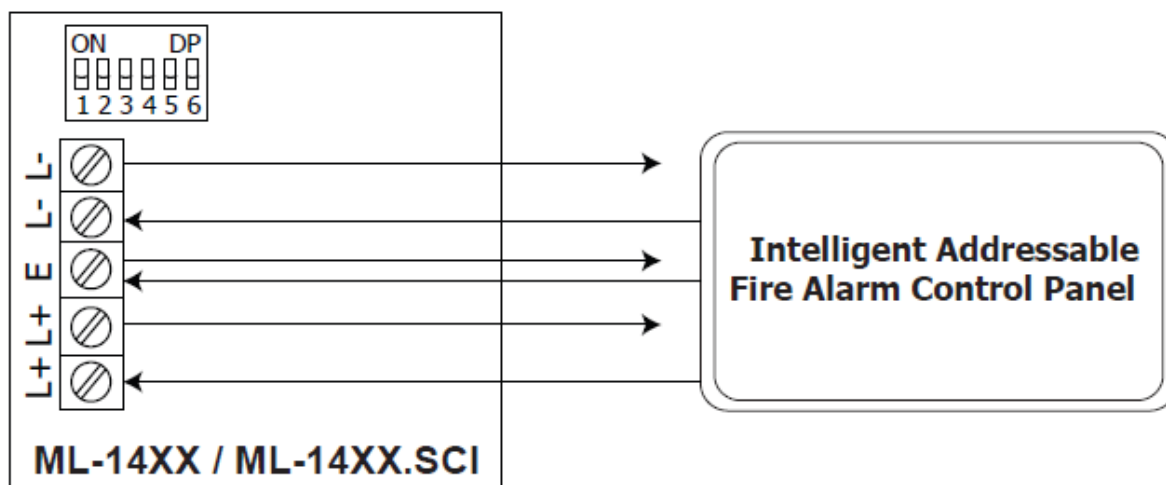 ON DP
1 2 3 4 5 6
L-
L-
E
L+
L+
Intelligent Addressable
Fire Alarm Control Panel
ML-14XX / ML-14XX.SCI